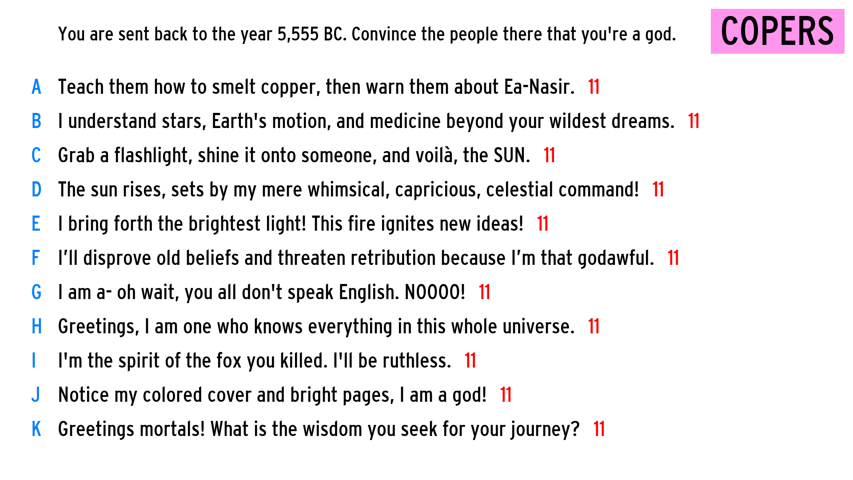 You are sent back to the year 5,555 BC. Convince the people there that you're a god.
COPERS
A Teach them how to smelt copper, then warn them about Ea-Nasir. 11
B I understand stars, Earth's motion, and medicine beyond your wildest dreams. 11
C Grab a flashlight, shine it onto someone, and voilà, the SUN. 11
D The sun rises, sets by my mere whimsical, capricious, celestial command! 11
E I bring forth the brightest light! This fire ignites new ideas! 11
F I’ll disprove old beliefs and threaten retribution because I’m that godawful. 11
G I am a- oh wait, you all don't speak English. NOOOO! 11
H Greetings, I am one who knows everything in this whole universe. 11
I I'm the spirit of the fox you killed. I'll be ruthless. 11
J Notice my colored cover and bright pages, I am a god! 11
K Greetings mortals! What is the wisdom you seek for your journey? 11